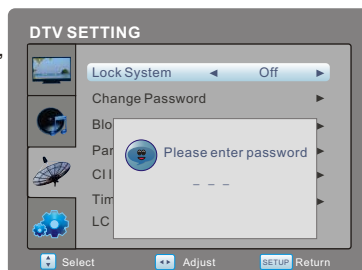 DTV SETTING
Lock System Off
Change Password
Blo
Par
Please enter password
_ _ _
CI I
Tim
LC
Select Adjust SETUP Return